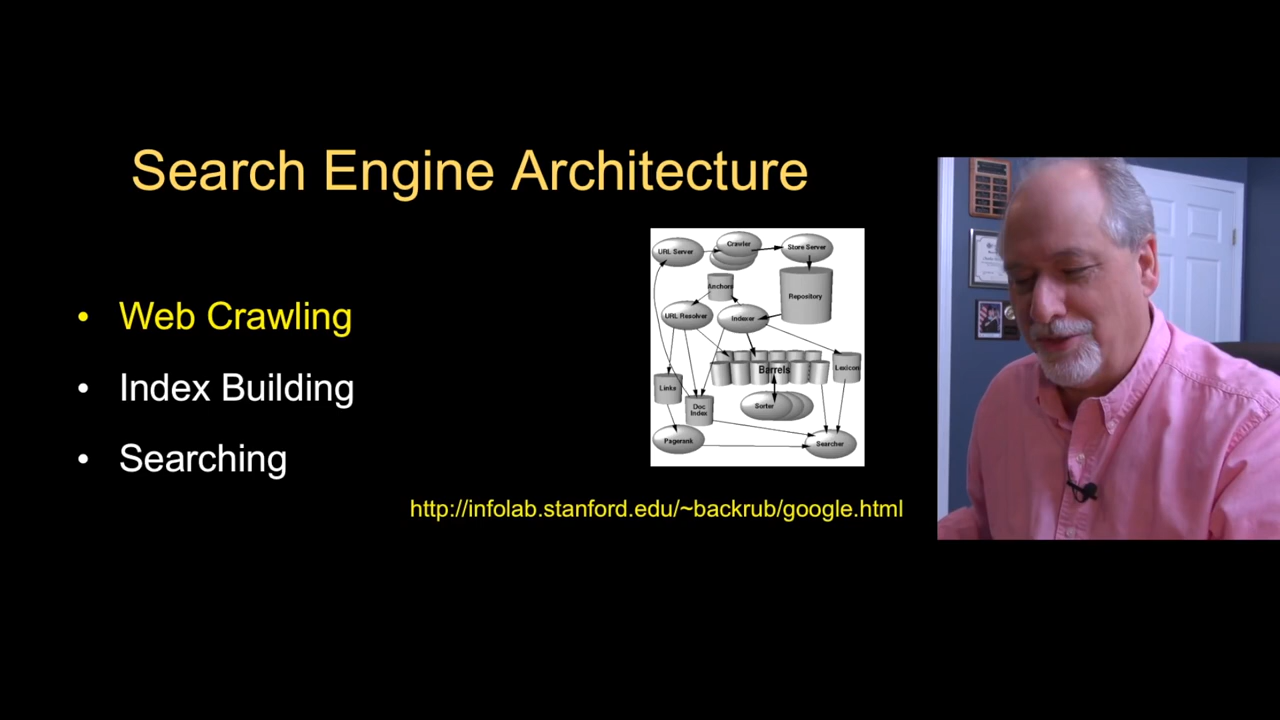 Search Engine Architecture
• Web Crawling
• Index Building
• Searching
URL Server
Crawler
Store Server
Anchors
Repository
URL Resolver
Indexer
Barrels
Lexicon
Links
Doc
Index
Sorter
Pagerank
Searcher
http://infolab.stanford.edu/~backrub/google.html